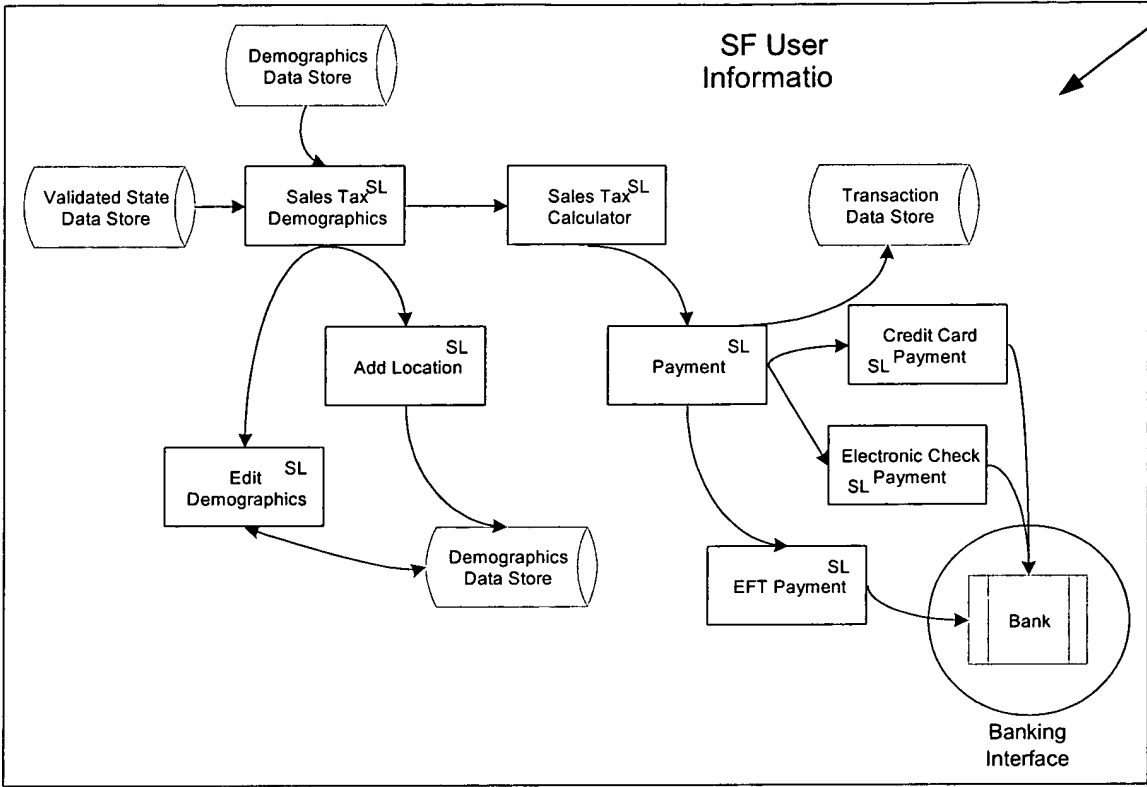 SF User
Informatio
Demographics
Data Store
Validated State
Data Store
Sales Tax SL
Demographics
Sales Tax SL
Calculator
Transaction
Data Store
SL
Add Location
SL
Payment
Credit Card
Payment
SL
SL
Edit
Demographics
Electronic Check
Payment
SL
Demographics
Data Store
SL
EFT Payment
Bank
Banking
Interface